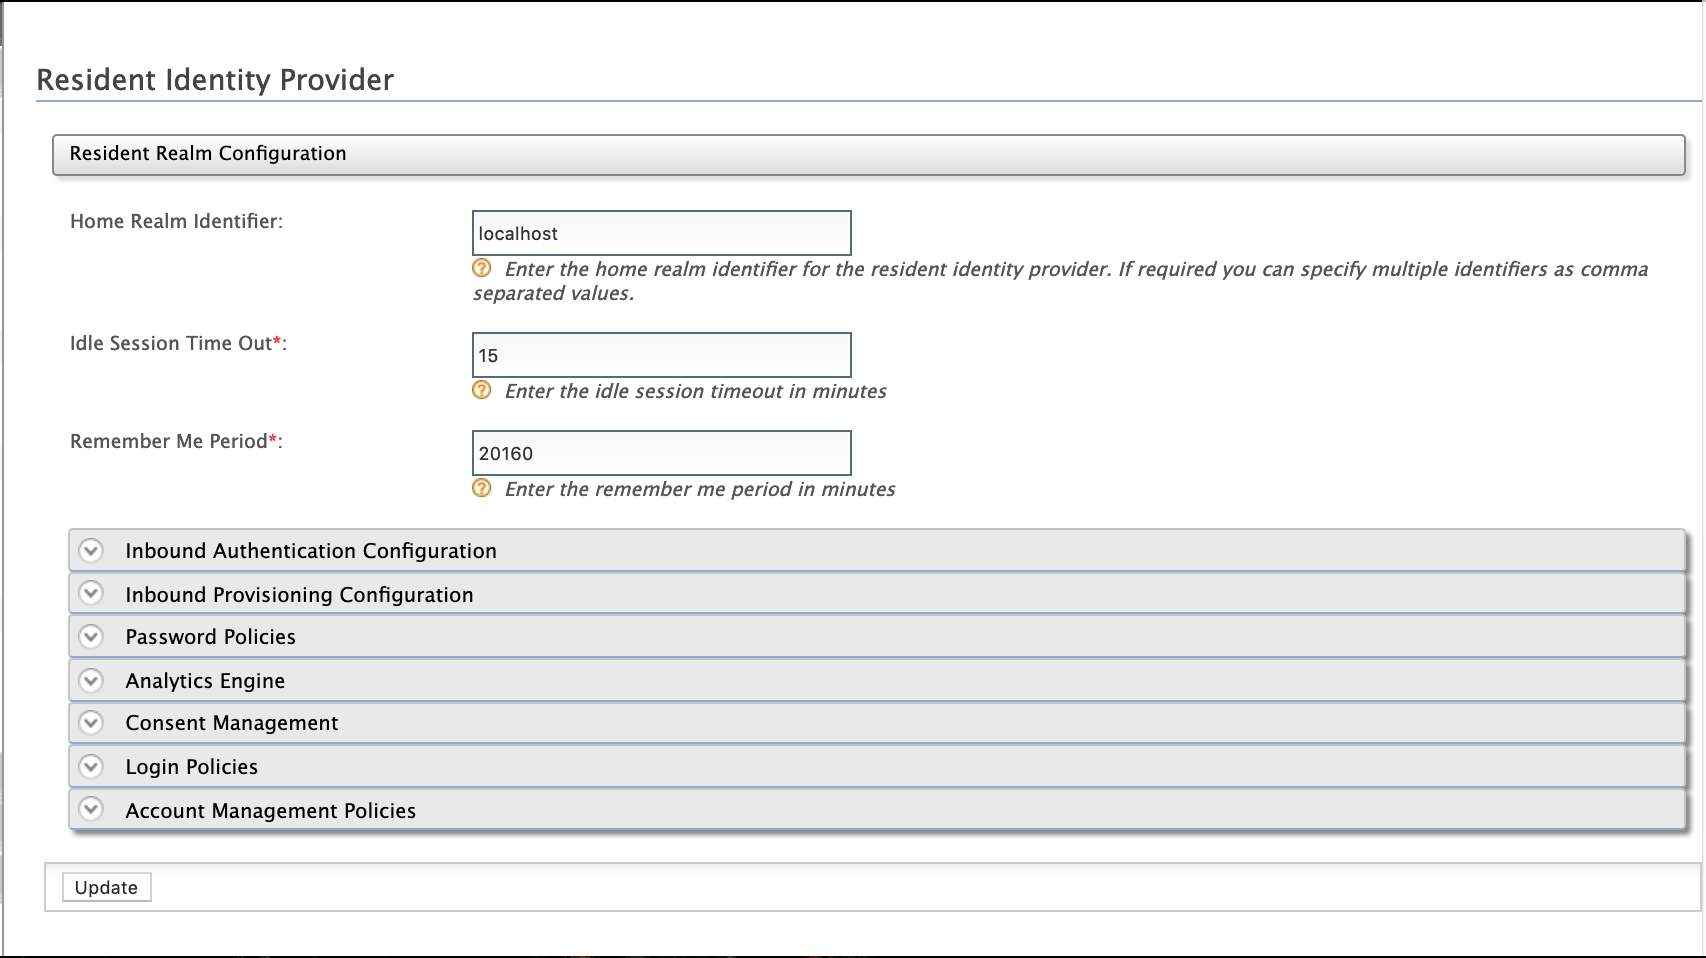 Resident Identity Provider
Resident Realm Configuration
Home Realm Identifier:
localhost
Enter the home realm identifier for the resident identity provider. If required you can specify multiple identifiers as comma
separated values.
Idle Session Time Out*:
15
Enter the idle session timeout in minutes
Remember Me Period*:
20160
Enter the remember me period in minutes
Inbound Authentication Configuration
Inbound Provisioning Configuration
Password Policies
Analytics Engine
Consent Management
Login Policies
Account Management Policies
Update